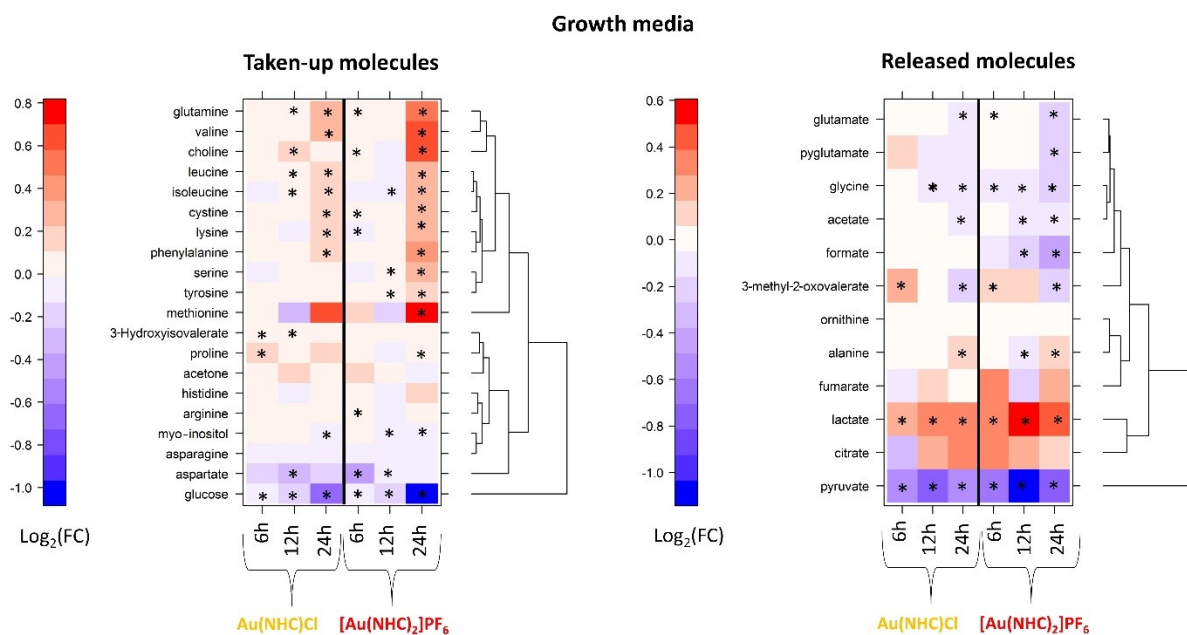 Growth media
Taken-up molecules
0.8
0.6
0.4
0.2
0.0
-0.2
-0.4
-0.6
-0.8
-1.0
Log2(FC)
glutamine * * * *
valine * *
choline * * *
leucine * * *
isoleucine * * * *
cystine * * *
lysine * * *
phenylalanine * *
serine * *
tyrosine * *
methionine *
3-Hydroxyisovalerate * *
proline * *
acetone
histidine
arginine *
myo-inositol * * *
asparagine
aspartate * * *
glucose * * * * * *
6h 12h 24h 6h 12h 24h
Au(NHC)Cl [Au(NHC)2]PF6
Released molecules
0.6
0.4
0.2
0.0
-0.2
-0.4
-0.6
-0.8
-1.0
Log2(FC)
glutamate * * *
pyglutamate *
glycine * * * * *
acetate * * *
formate * *
3-methyl-2-oxovalerate * * * *
ornithine
alanine * * *
fumarate
lactate * * * * * *
citrate
pyruvate * * * * * *
6h 12h 24h 6h 12h 24h
Au(NHC)Cl [Au(NHC)2]PF6